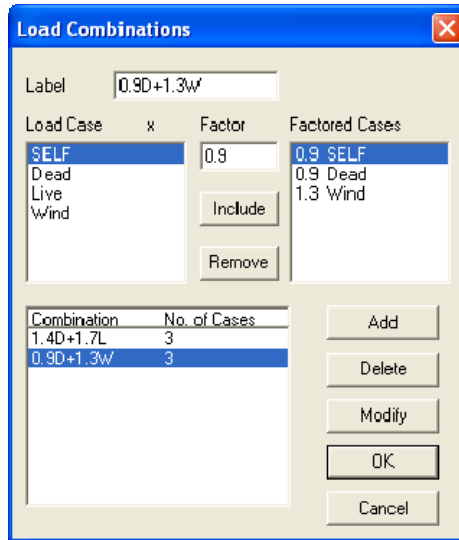 Load Combinations
Label 0.9D+1.3W
Load Case x Factor Factored Cases
SELF 0.9 0.9 SELF
Dead 0.9 Dead
Live 1.3 Wind
Wind
Include
Remove
Combination No. of Cases
1.4D+1.7L 3
0.9D+1.3W 3
Add
Delete
Modify
OK
Cancel